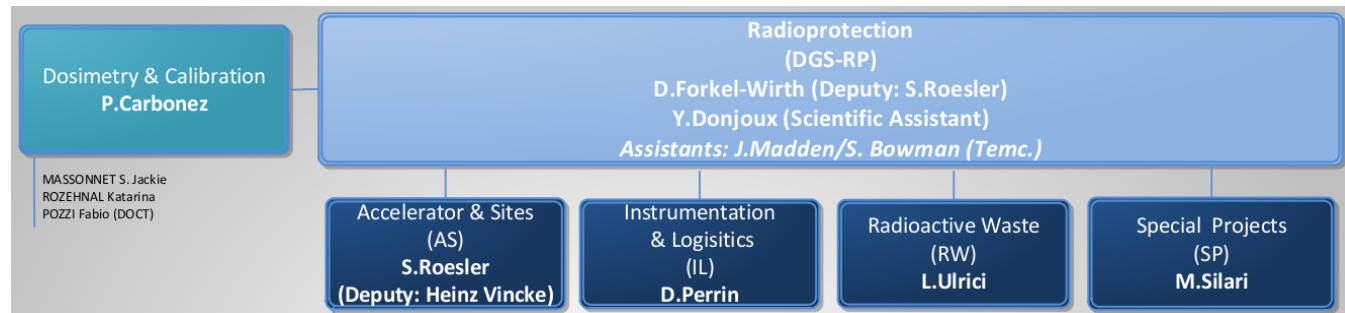 Dosimetry & Calibration
P.Carbonez
MASSONNET S. Jackie
ROZEHNAL Katarina
POZZI Fabio (DOCT)
Radioprotection
(DGS-RP)
D.Forkel-Wirth (Deputy: S.Roesler)
Y.Donjoux (Scientific Assistant)
Assistants: J.Madden/S. Bowman (Temc.)
Accelerator & Sites
(AS)
S.Roesler
(Deputy: Heinz Vincke)
Instrumentation
& Logisitics
(IL)
D.Perrin
Radioactive Waste
(RW)
L.Ulrici
Special Projects
(SP)
M.Silari